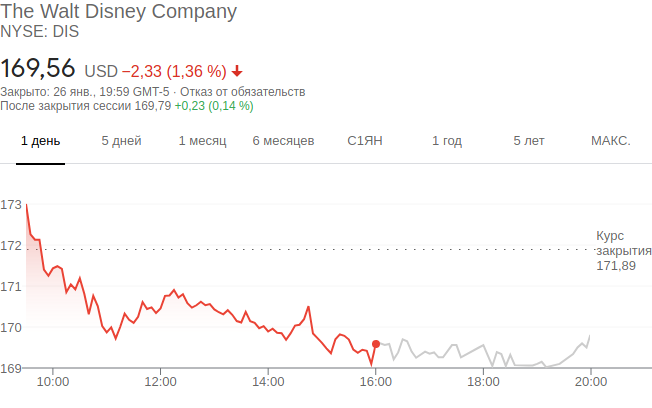 The Walt Disney Company
NYSE: DIS
169,56 USD −2,33 (1,36 %)
Закрыто: 26 янв., 19:59 GMT-5 · Отказ от обязательств
После закрытия сессии 169,79 +0,23 (0,14 %)
1 день 5 дней 1 месяц 6 месяцев С1ЯН 1 год 5 лет МАКС.
173
172
171
170
169
Курс
закрытия
171,89
10:00 12:00 14:00 16:00 18:00 20:00